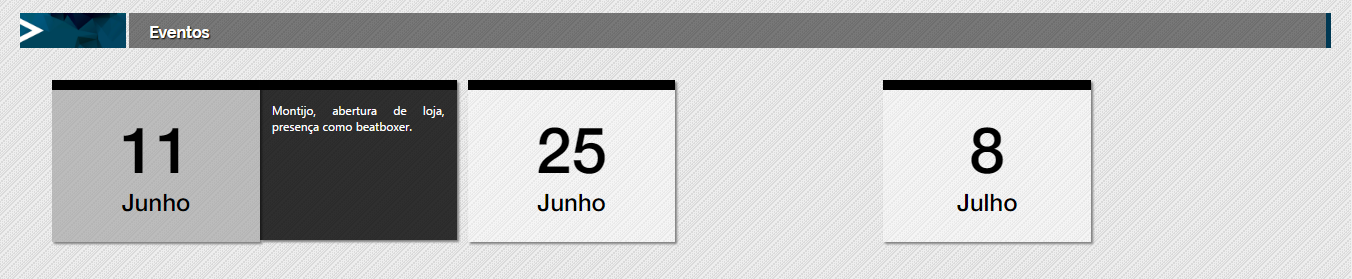 Eventos
11
Junho
Montijo, abertura de loja,
presença como beatboxer.
25
Junho
8
Julho